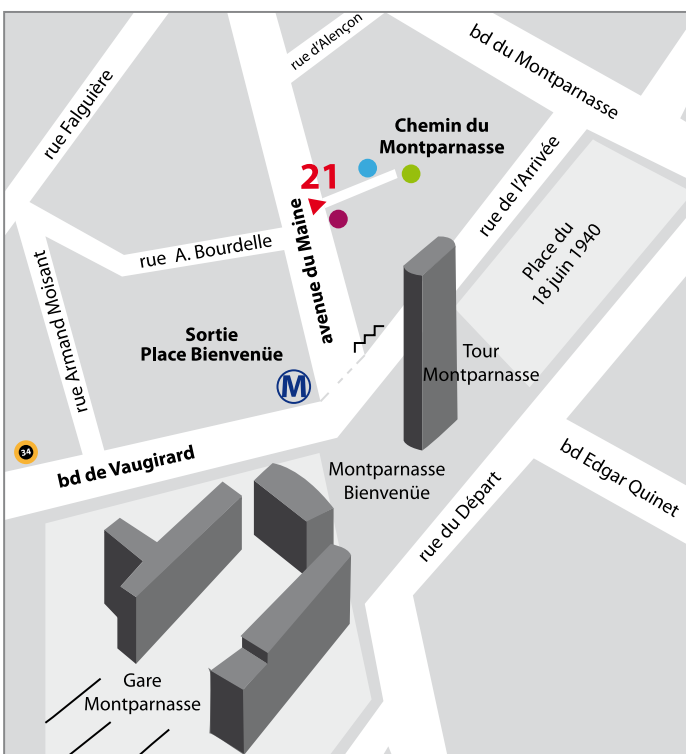 rue d'Alençon
bd du Montparnasse
rue Falguière
Chemin du
Montparnasse
21
rue de l'Arrivée
avenue du Maine
rue A. Bourdelle
Place du
18 juin 1940
rue Armand Moisant
Sortie
Place Bienvenüe
M
Tour
Montparnasse
34
bd de Vaugirard
Montparnasse
Bienvenüe
bd Edgar Quinet
rue du Départ
Gare
Montparnasse